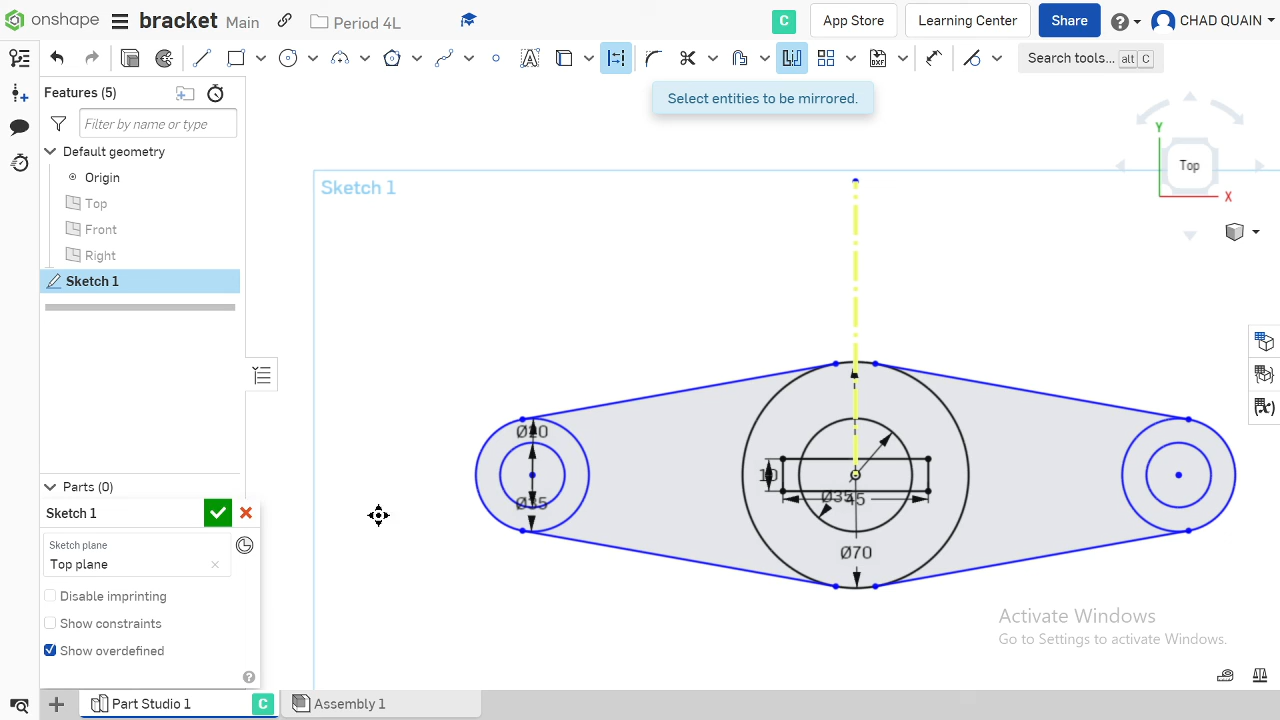 onshape
bracket
Main
Period 4L
C
App Store
Learning Center
Share
CHAD QUAIN
Search tools... alt C
Features (5)
Filter by name or type
Select entities to be mirrored.
Default geometry
Origin
Top
Front
Right
Sketch 1
Sketch 1
Y
Top
X
Ø20
Ø35
10
Ø35
45
Ø70
Parts (0)
Sketch 1
Sketch plane
Top plane
Disable imprinting
Show constraints
Show overdefined
Activate Windows
Go to Settings to activate Windows.
Part Studio 1
C
Assembly 1